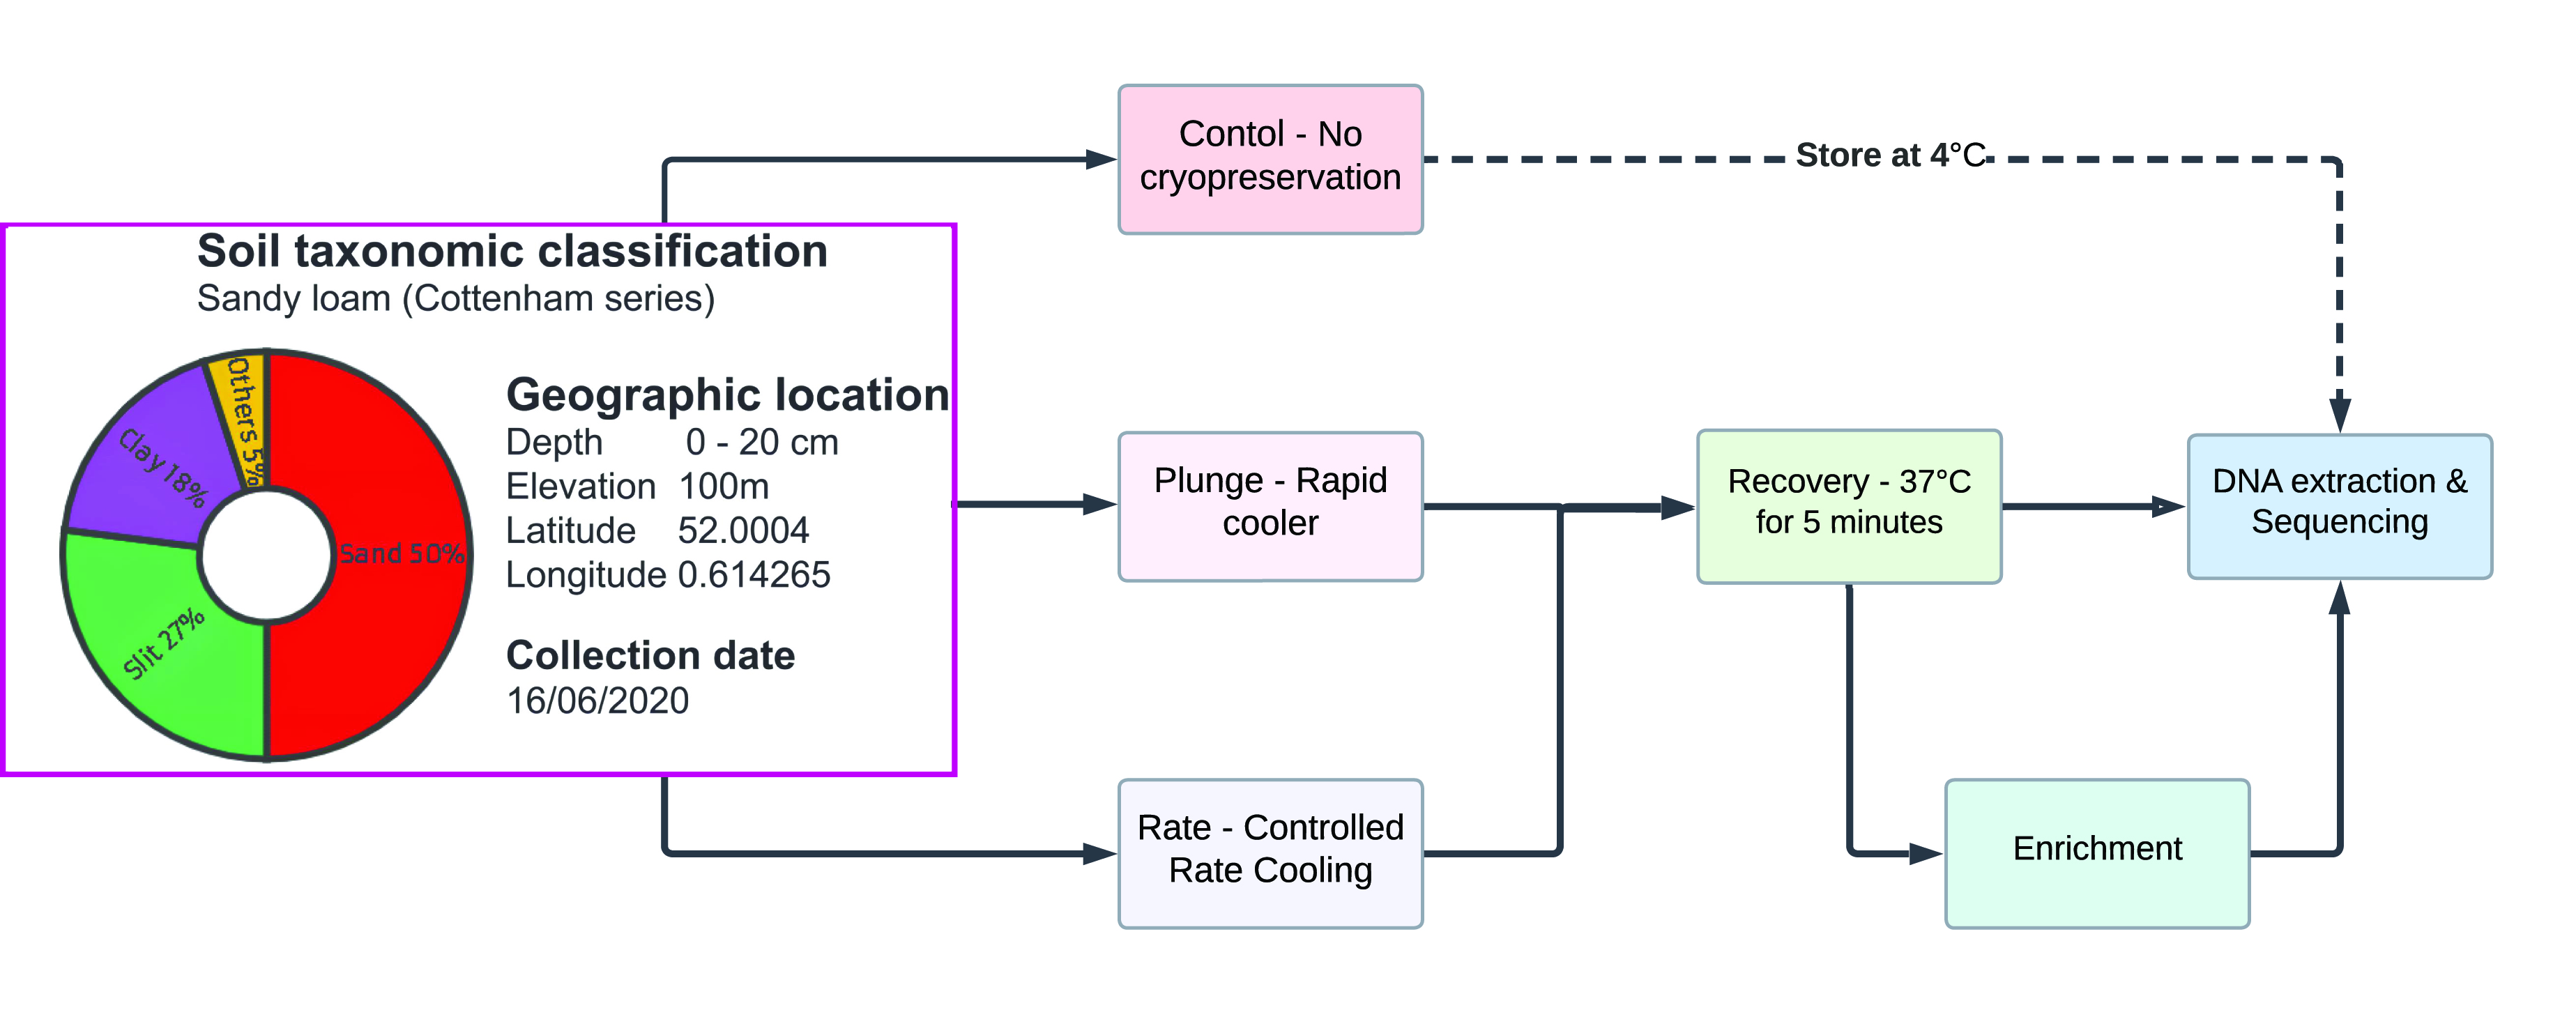 Contol - No
cryopreservation
Store at 4°C
Soil taxonomic classification
Sandy loam (Cottenham series)
Others 5%
Clay 18%
Sand 50%
Slit 27%
Geographic location
Depth 0 - 20 cm
Elevation 100m
Latitude 52.0004
Longitude 0.614265
Collection date
16/06/2020
Plunge - Rapid
cooler
Recovery - 37°C
for 5 minutes
DNA extraction &
Sequencing
Rate - Controlled
Rate Cooling
Enrichment